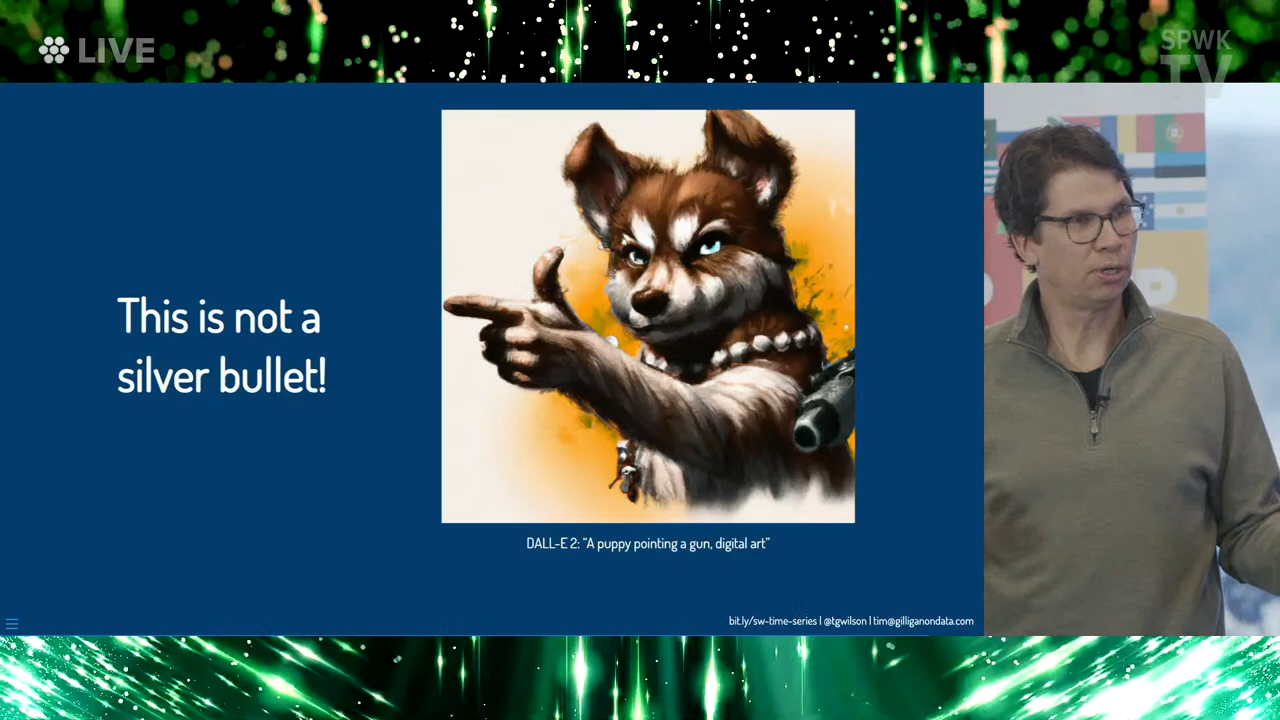 LIVE
SPWK
TV
This is not a
silver bullet!
DALL-E 2: “A puppy pointing a gun, digital art”
bit.ly/sw-time-series | @tgwilson | tim@gilliganondata.com